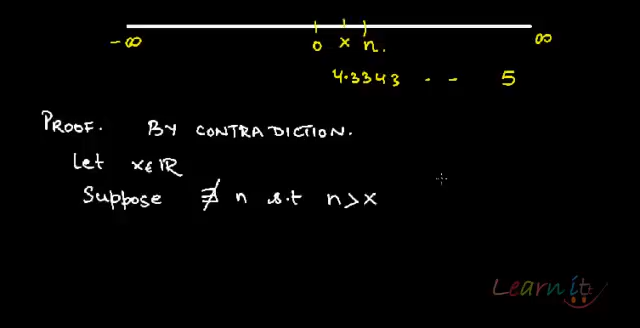 -∞ 0 x n. ∞
4.3343 - - 5
PROOF. BY CONTRADICTION.
Let x∈ℝ
Suppose ∄ n s.t n>x
Learn it